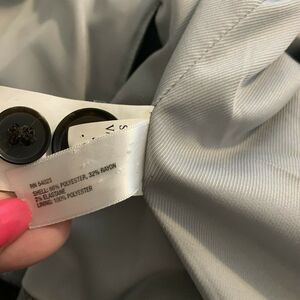 RN 54023
SHELL: 66% POLYESTER, 32% RAYON
2% ELASTANE
LINING: 100% POLYESTER